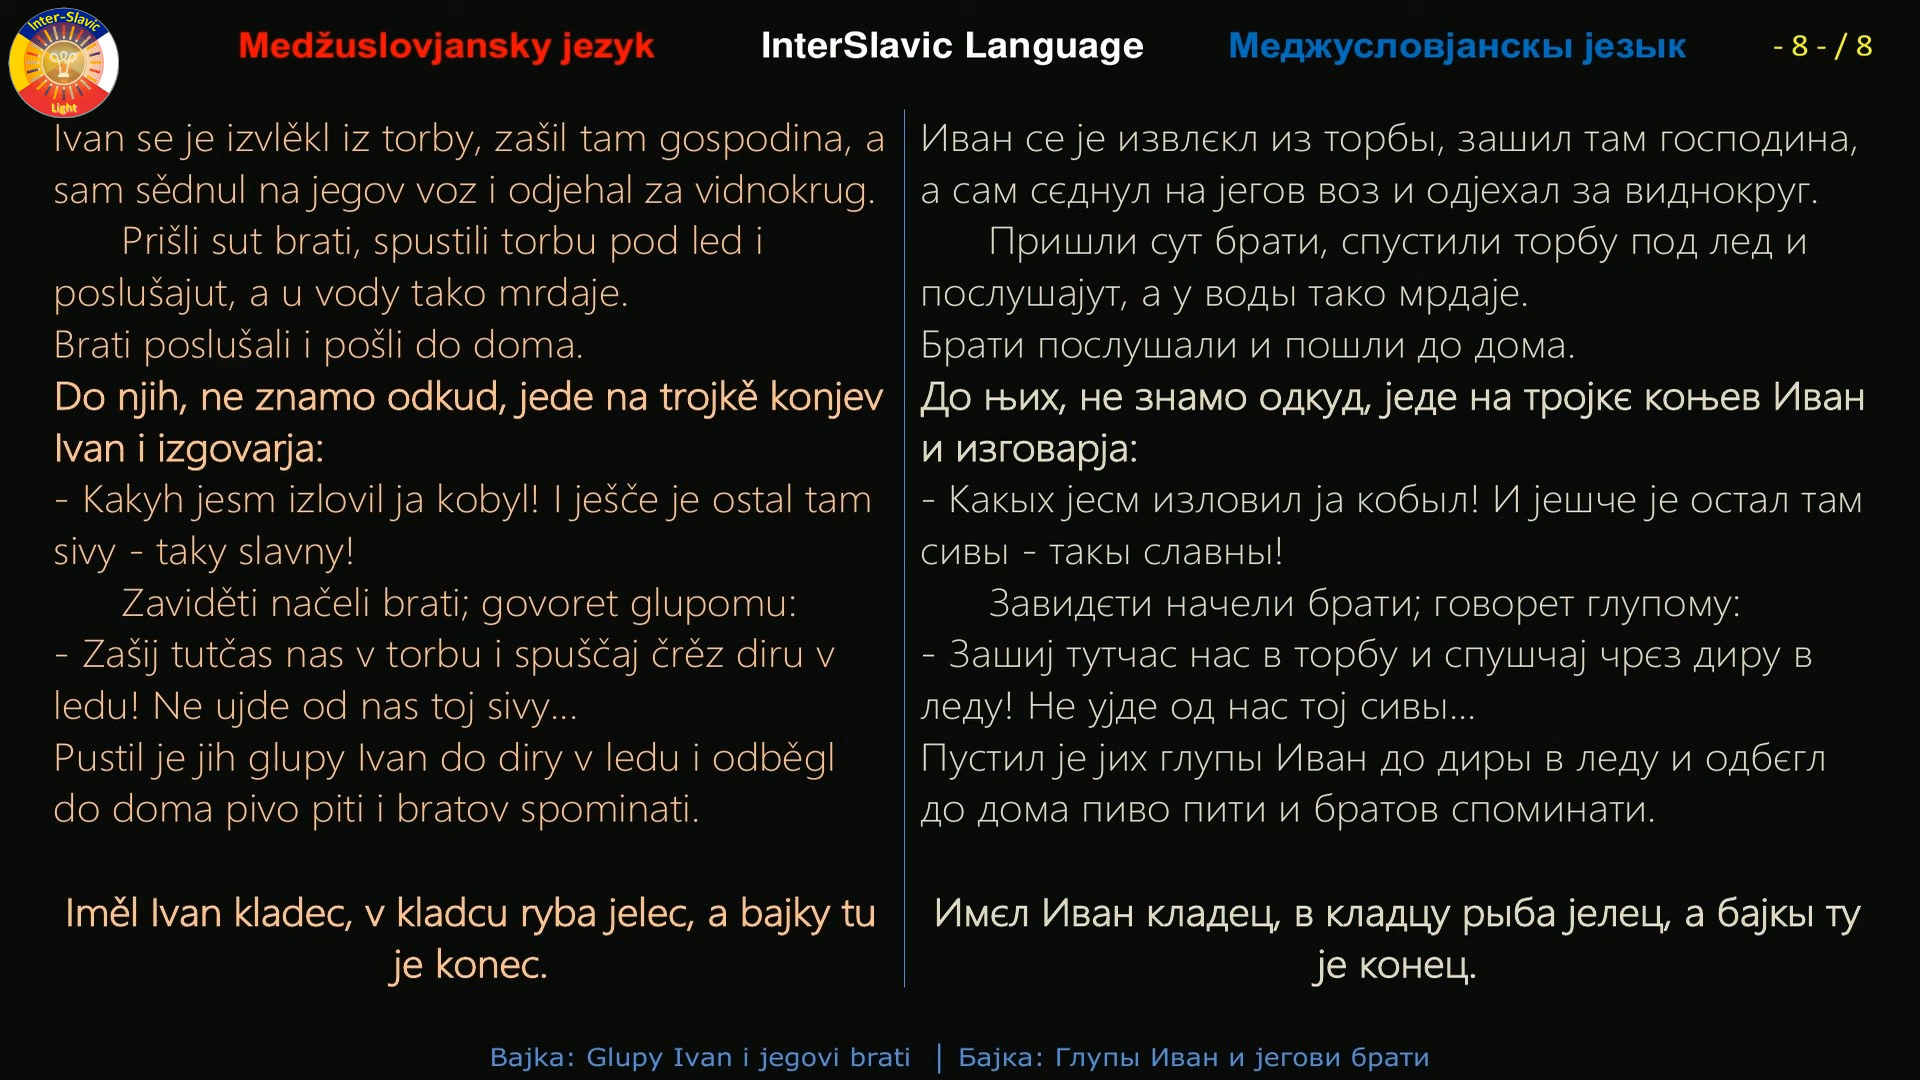 Inter-Slavic
Light
Medžuslovjansky jezyk
InterSlavic Language
Меджусловјанскы језык
- 8 - / 8
Ivan se je izvlěkl iz torby, zašil tam gospodina, a
sam sědnul na jegov voz i odjehal za vidnokrug.
Prišli sut brati, spustili torbu pod led i
poslušajut, a u vody tako mrdaje.
Brati poslušali i pošli do doma.
Do njih, ne znamo odkud, jede na trojkě konjev
Ivan i izgovarja:
- Kakyh jesm izlovil ja kobyl! I ješče je ostal tam
sivy - taky slavny!
Zaviděti načeli brati; govoret glupomu:
- Zašij tutčas nas v torbu i spuščaj črěz diru v
ledu! Ne ujde od nas toj sivy...
Pustil je jih glupy Ivan do diry v ledu i odběgl
do doma pivo piti i bratov spominati.
Iměl Ivan kladec, v kladcu ryba jelec, a bajky tu
je konec.
Иван се је извлєкл из торбы, зашил там господина,
а сам сєднул на јегов воз и одјехал за виднокруг.
Пришли сут брати, спустили торбу под лед и
послушајут, а у воды тако мрдаје.
Брати послушали и пошли до дома.
До њих, не знамо одкуд, једе на тројкє коњев Иван
и изговарја:
- Какых јесм изловил ја кобыл! И јешче је остал там
сивы - такы славны!
Завидєти начели брати; говорет глупому:
- Зашиј тутчас нас в торбу и спушчај чрєз диру в
леду! Не ујде од нас тој сивы...
Пустил је јих глупы Иван до диры в леду и одбєгл
до дома пиво пити и братов споминати.
Имєл Иван кладец, в кладцу рыба јелец, а бајкы ту
је конец.
Bajka: Glupy Ivan i jegovi brati | Бајка: Глупы Иван и јегови брати